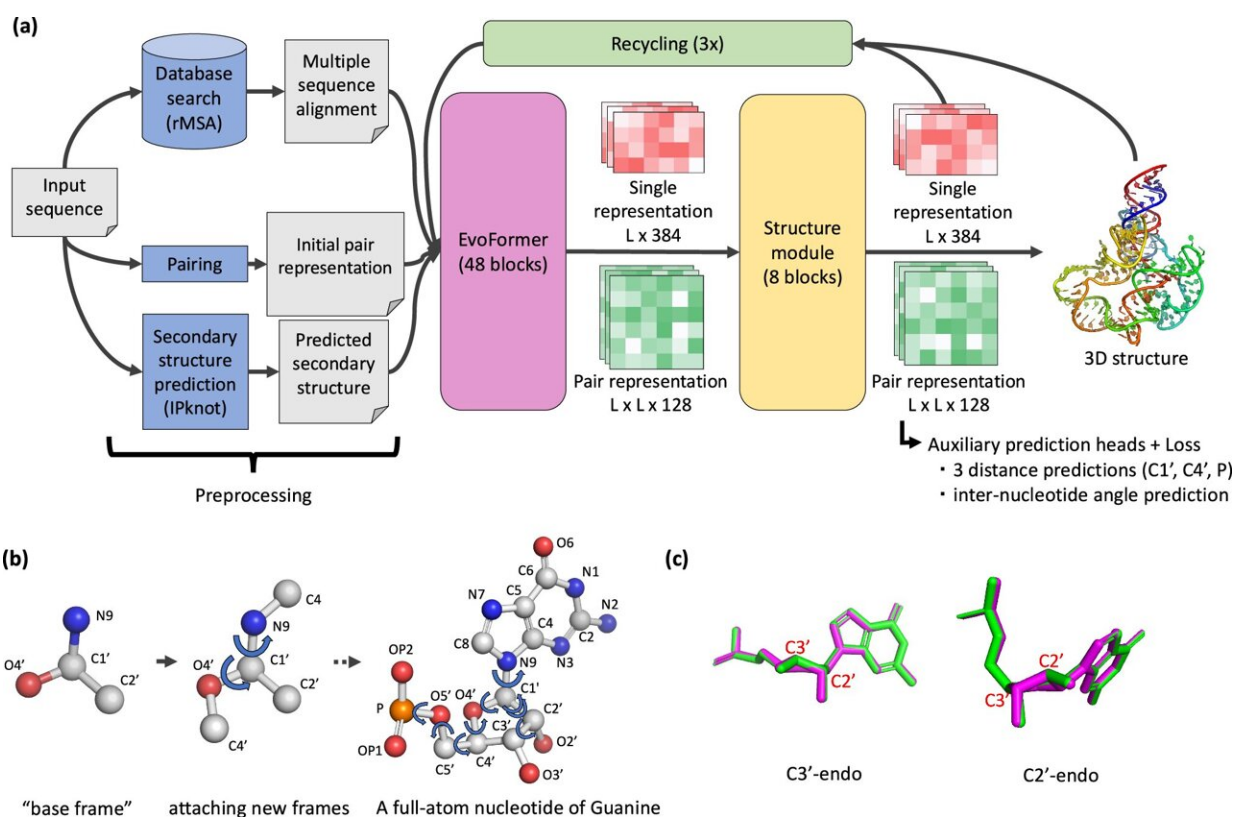 (a)
Input
sequence
Database
search
(rMSA)
Multiple
sequence
alignment
Pairing
Initial pair
representation
Secondary
structure
prediction
(IPknot)
Predicted
secondary
structure
Preprocessing
Recycling (3x)
EvoFormer
(48 blocks)
Single
representation
L x 384
Pair representation
L x L x 128
Structure
module
(8 blocks)
Single
representation
L x 384
Pair representation
L x L x 128
3D structure
Auxiliary prediction heads + Loss
・3 distance predictions (C1’, C4’, P)
・inter-nucleotide angle prediction
(b)
N9
O4’
C1’
C2’
“base frame”
C4
N9
O4’
C1’
C2’
C4’
attaching new frames
O6
C6
N1
N7
C5
N2
C4
C2
C8
N3
N9
OP2
O5’
O4’
C1’
P
C2’
C3’
OP1
O2’
C5’
C4’
O3’
A full-atom nucleotide of Guanine
(c)
C3’
C2’
C3’-endo
C2’
C3’
C2’-endo